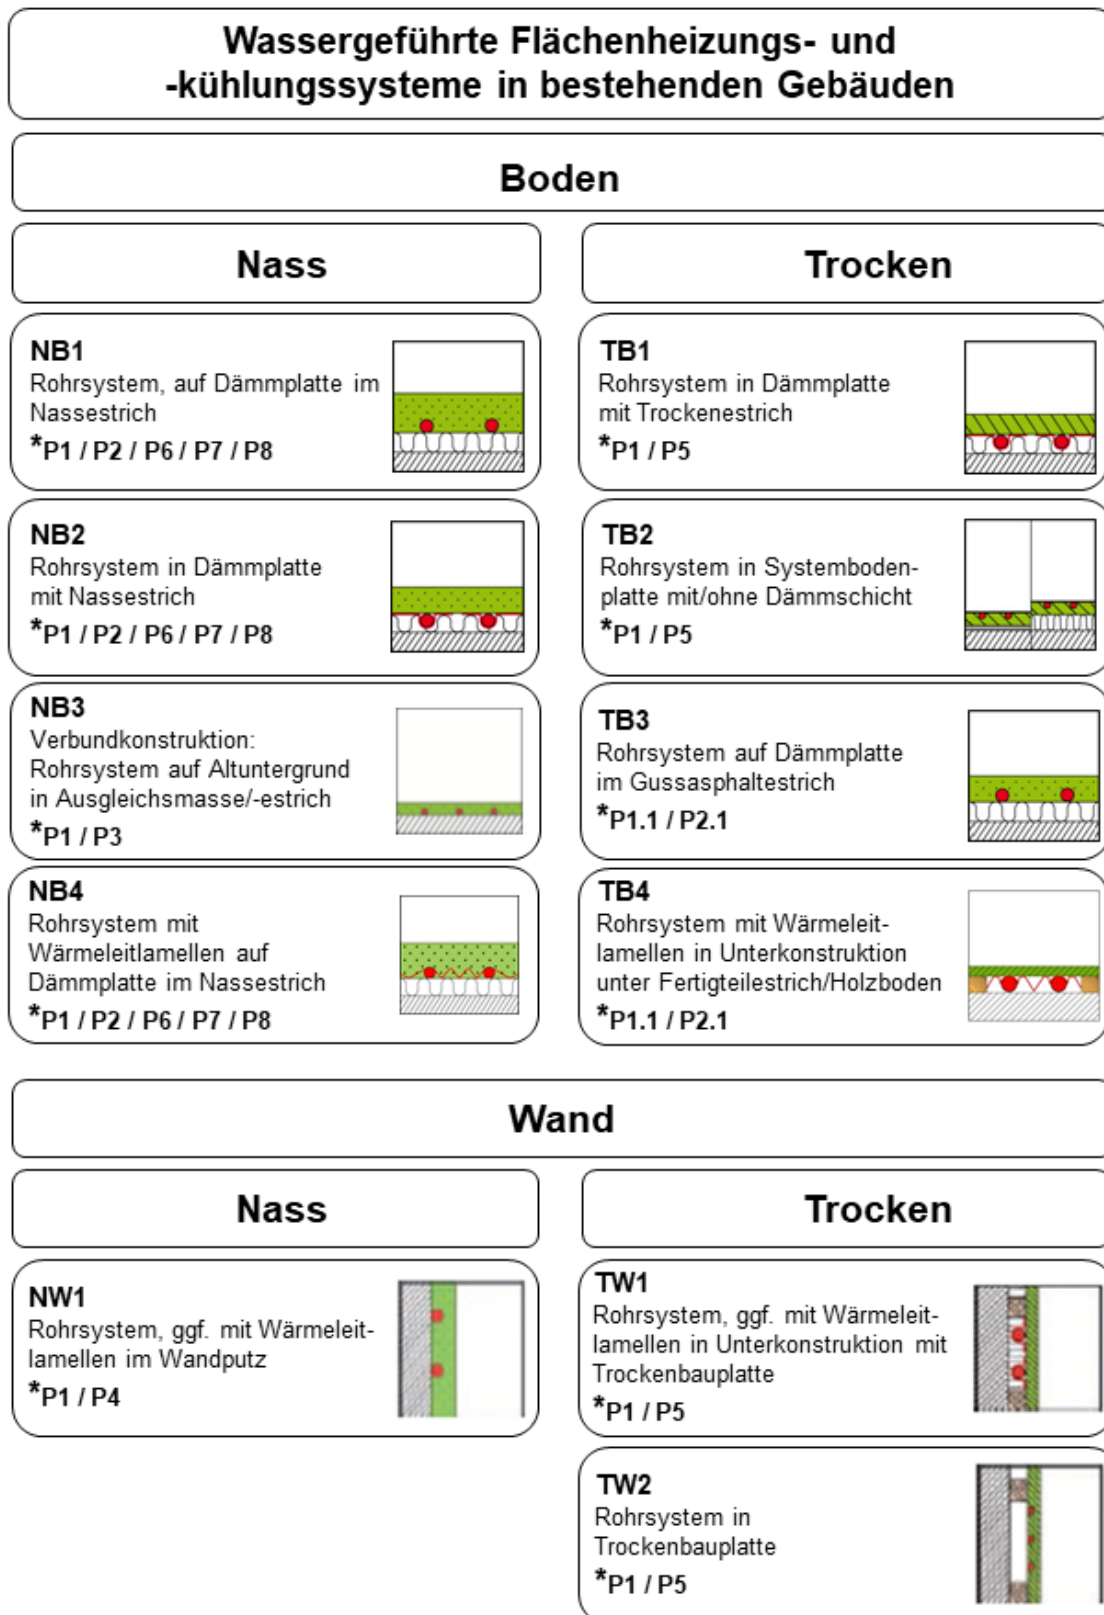 Wassergeführte Flächenheizungs- und
-kühlungssysteme in bestehenden Gebäuden
Boden
Nass
Trocken
NB1
Rohrsystem, auf Dämmplatte im
Nassestrich
*P1 / P2 / P6 / P7 / P8
TB1
Rohrsystem in Dämmplatte
mit Trockenestrich
*P1 / P5
NB2
Rohrsystem in Dämmplatte
mit Nassestrich
*P1 / P2 / P6 / P7 / P8
TB2
Rohrsystem in Systemboden-
platte mit/ohne Dämmschicht
*P1 / P5
NB3
Verbundkonstruktion:
Rohrsystem auf Altuntergrund
in Ausgleichsmasse/-estrich
*P1 / P3
TB3
Rohrsystem auf Dämmplatte
im Gussasphaltestrich
*P1.1 / P2.1
NB4
Rohrsystem mit
Wärmeleitlamellen auf
Dämmplatte im Nassestrich
*P1 / P2 / P6 / P7 / P8
TB4
Rohrsystem mit Wärmeleit-
lamellen in Unterkonstruktion
unter Fertigteilestrich/Holzboden
*P1.1 / P2.1
Wand
Nass
Trocken
NW1
Rohrsystem, ggf. mit Wärmeleit-
lamellen im Wandputz
*P1 / P4
TW1
Rohrsystem, ggf. mit Wärmeleit-
lamellen in Unterkonstruktion mit
Trockenbauplatte
*P1 / P5
TW2
Rohrsystem in
Trockenbauplatte
*P1 / P5